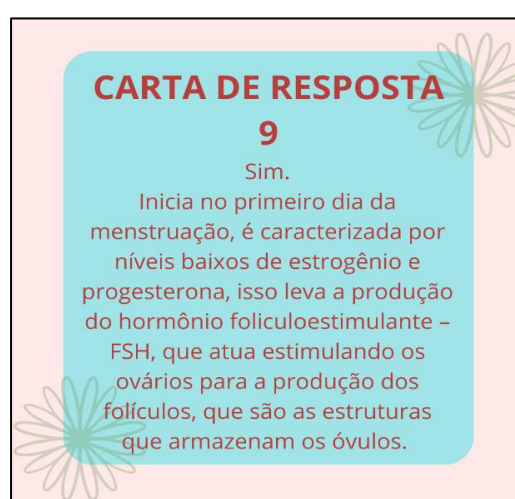 CARTA DE RESPOSTA
9
Sim.
Inicia no primeiro dia da
menstruação, é caracterizada por
níveis baixos de estrogênio e
progesterona, isso leva a produção
do hormônio foliculoestimulante –
FSH, que atua estimulando os
ovários para a produção dos
folículos, que são as estruturas
que armazenam os óvulos.